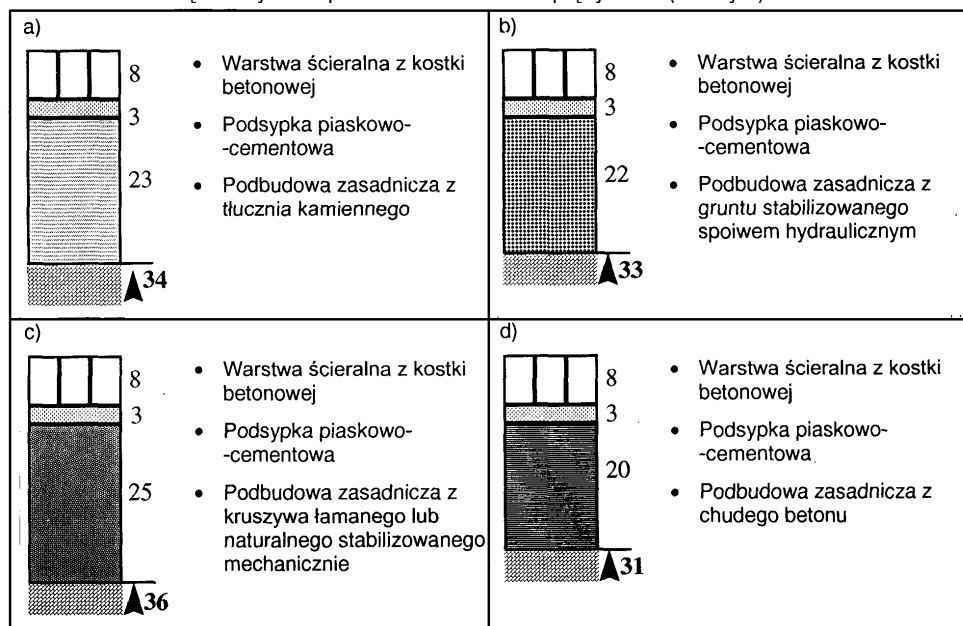 a)
8
3
23
34
• Warstwa ścieralna z kostki
betonowej
• Podsypka piaskowo-
-cementowa
• Podbudowa zasadnicza z
tłucznia kamiennego
b)
8
3
22
33
• Warstwa ścieralna z kostki
betonowej
• Podsypka piaskowo-
-cementowa
• Podbudowa zasadnicza z
gruntu stabilizowanego
spoiwem hydraulicznym
c)
8
3
25
36
• Warstwa ścieralna z kostki
betonowej
• Podsypka piaskowo-
-cementowa
• Podbudowa zasadnicza z
kruszywa łamanego lub
naturalnego stabilizowanego
mechanicznie
d)
8
3
20
31
• Warstwa ścieralna z kostki
betonowej
• Podsypka piaskowo-
-cementowa
• Podbudowa zasadnicza z
chudego betonu